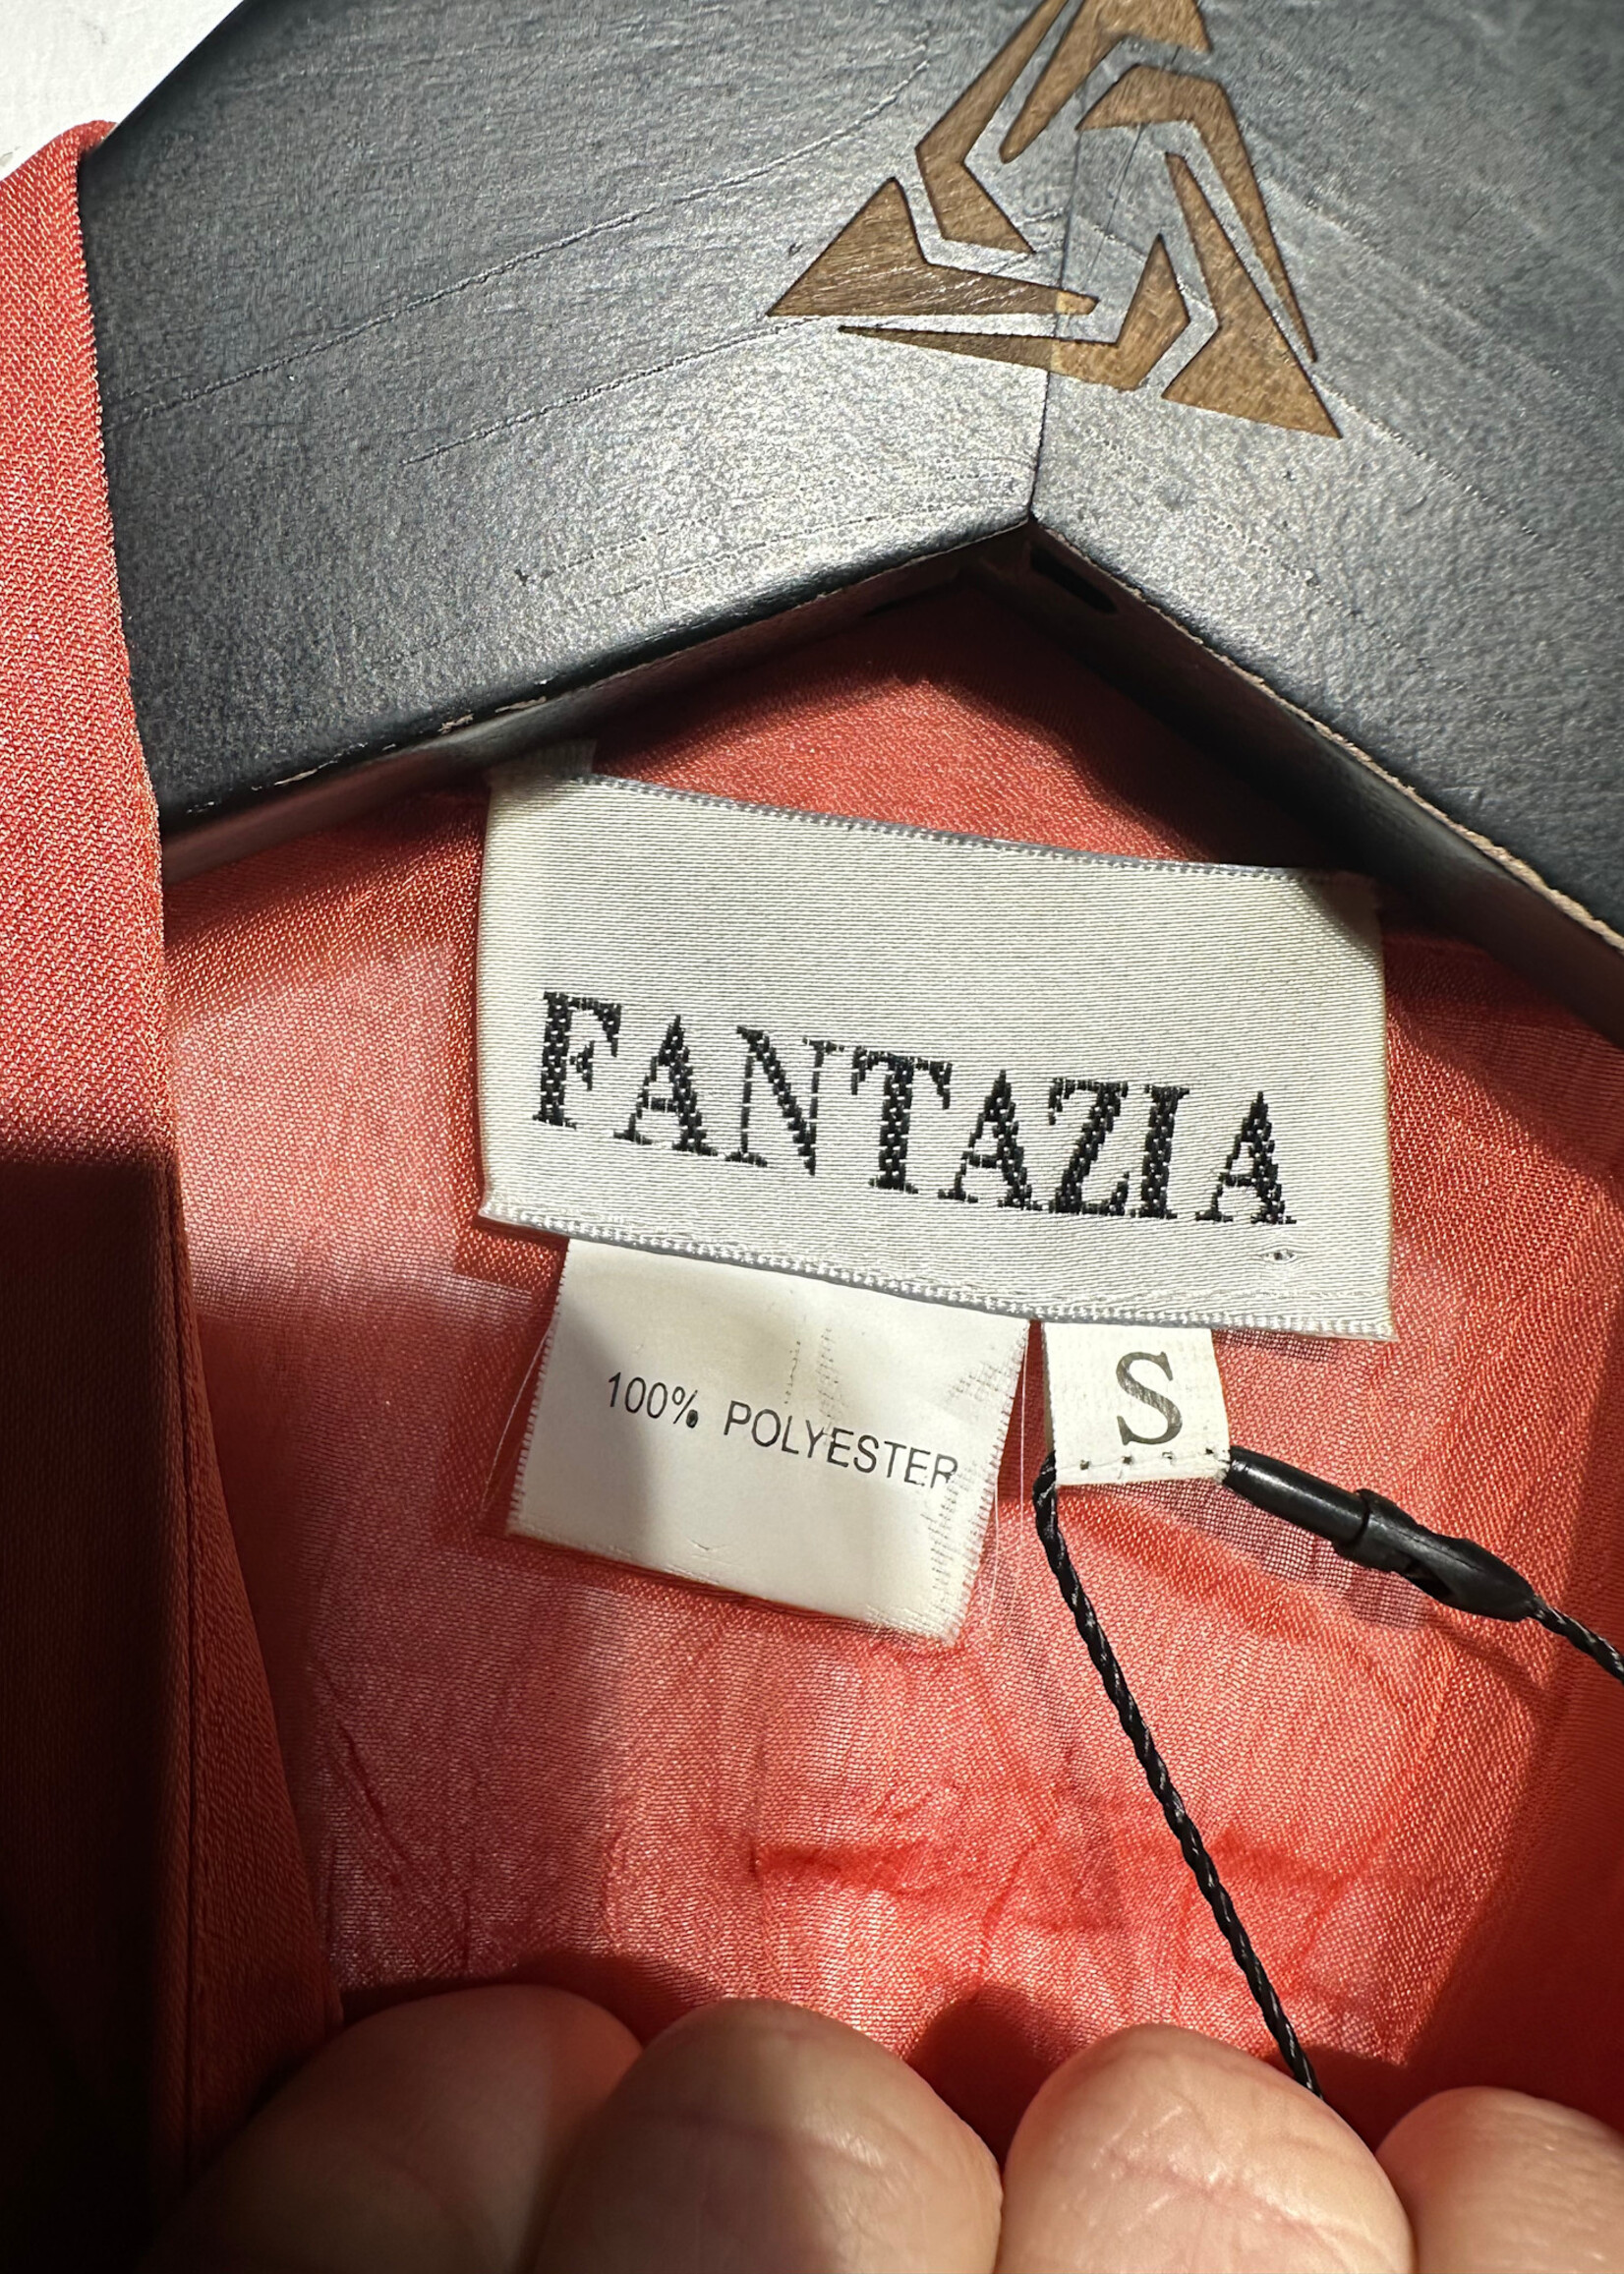 FANTAZIA
100% POLYESTER
S